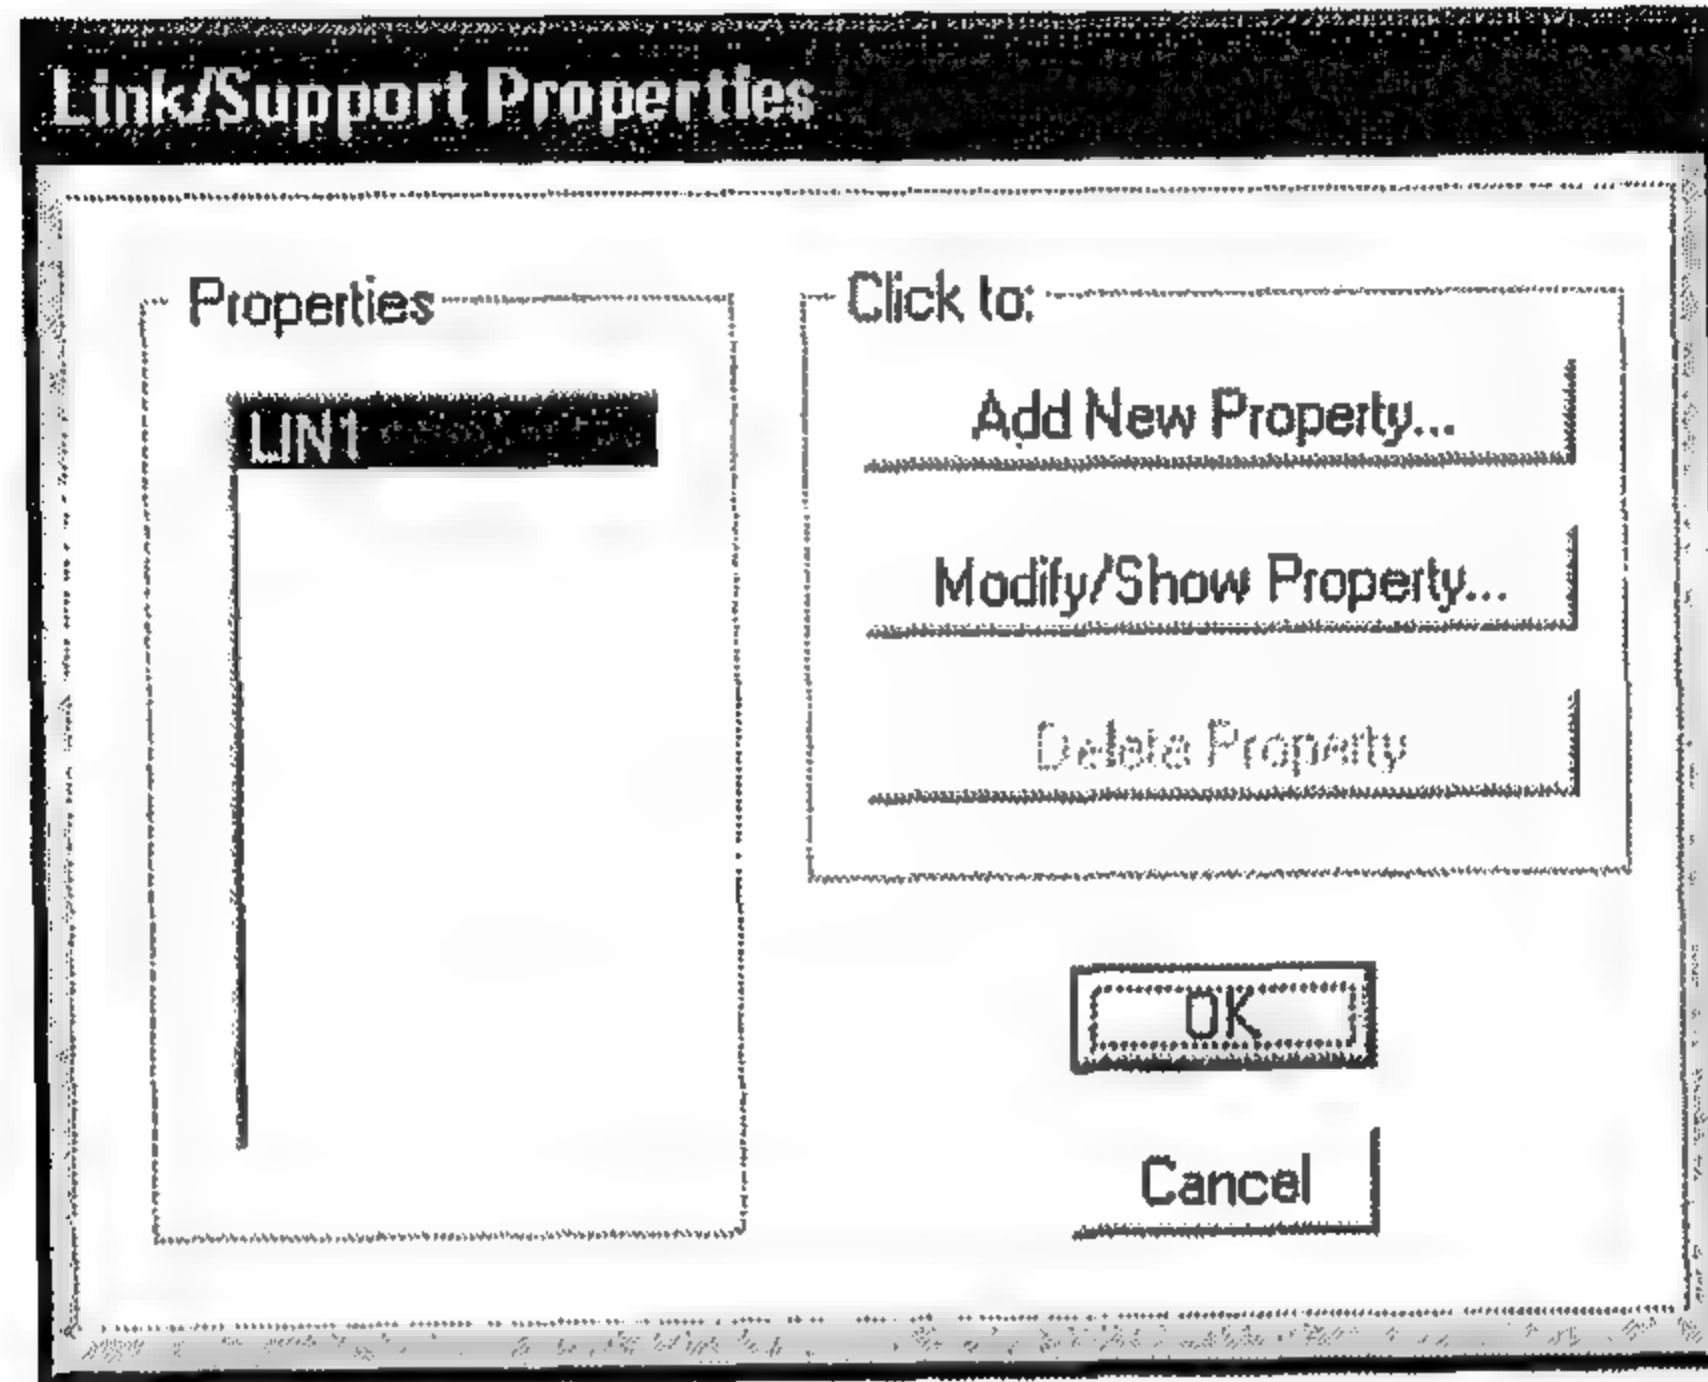 Link/Support Properties
Properties
LIN1
Click to:
Add New Property...
Modify/Show Property...
Delete Property
OK
Cancel